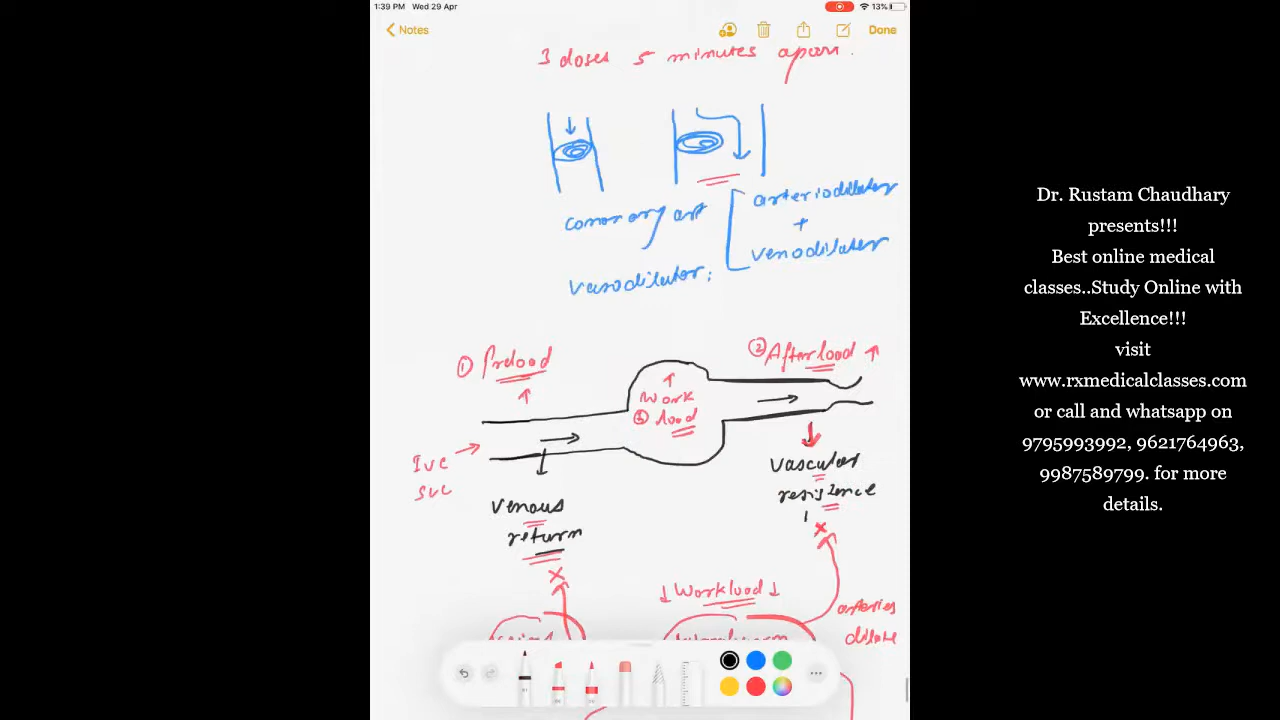 1:39 PM Wed 29 Apr
13%
Notes
Done
3 doses 5 minutes apart.
coronary art
vasodilator;
arteriodilator
+
venodilator
① Preload
↑
② Afterload ↑
↑
work
③ load
IVC →
SVC
venous
return
vascular
resistence
×
×
↓ Workload ↓
arteries
dilate
Dr. Rustam Chaudhary
presents!!!
Best online medical
classes..Study Online with
Excellence!!!
visit
www.rxmedicalclasses.com
or call and whatsapp on
9795993992, 9621764963,
9987589799. for more
details.